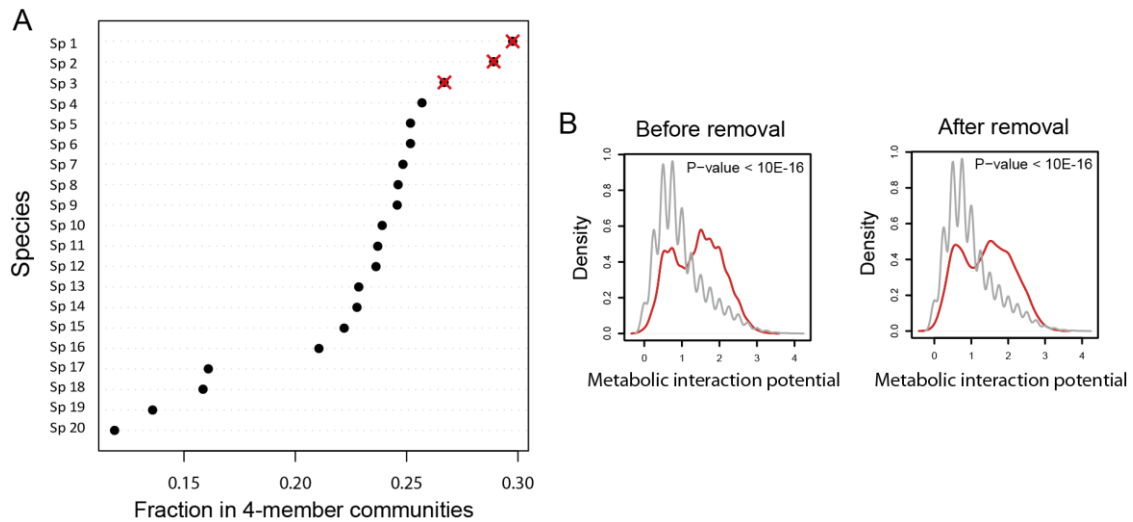 A
Species
Sp 1
Sp 2
Sp 3
Sp 4
Sp 5
Sp 6
Sp 7
Sp 8
Sp 9
Sp 10
Sp 11
Sp 12
Sp 13
Sp 14
Sp 15
Sp 16
Sp 17
Sp 18
Sp 19
Sp 20
0.15 0.20 0.25 0.30
Fraction in 4-member communities
B
Before removal
P-value < 10E-16
Density
1.0
0.8
0.6
0.4
0.2
0.0
0 1 2 3 4
Metabolic interaction potential
After removal
P-value < 10E-16
Density
1.0
0.8
0.6
0.4
0.2
0.0
0 1 2 3 4
Metabolic interaction potential